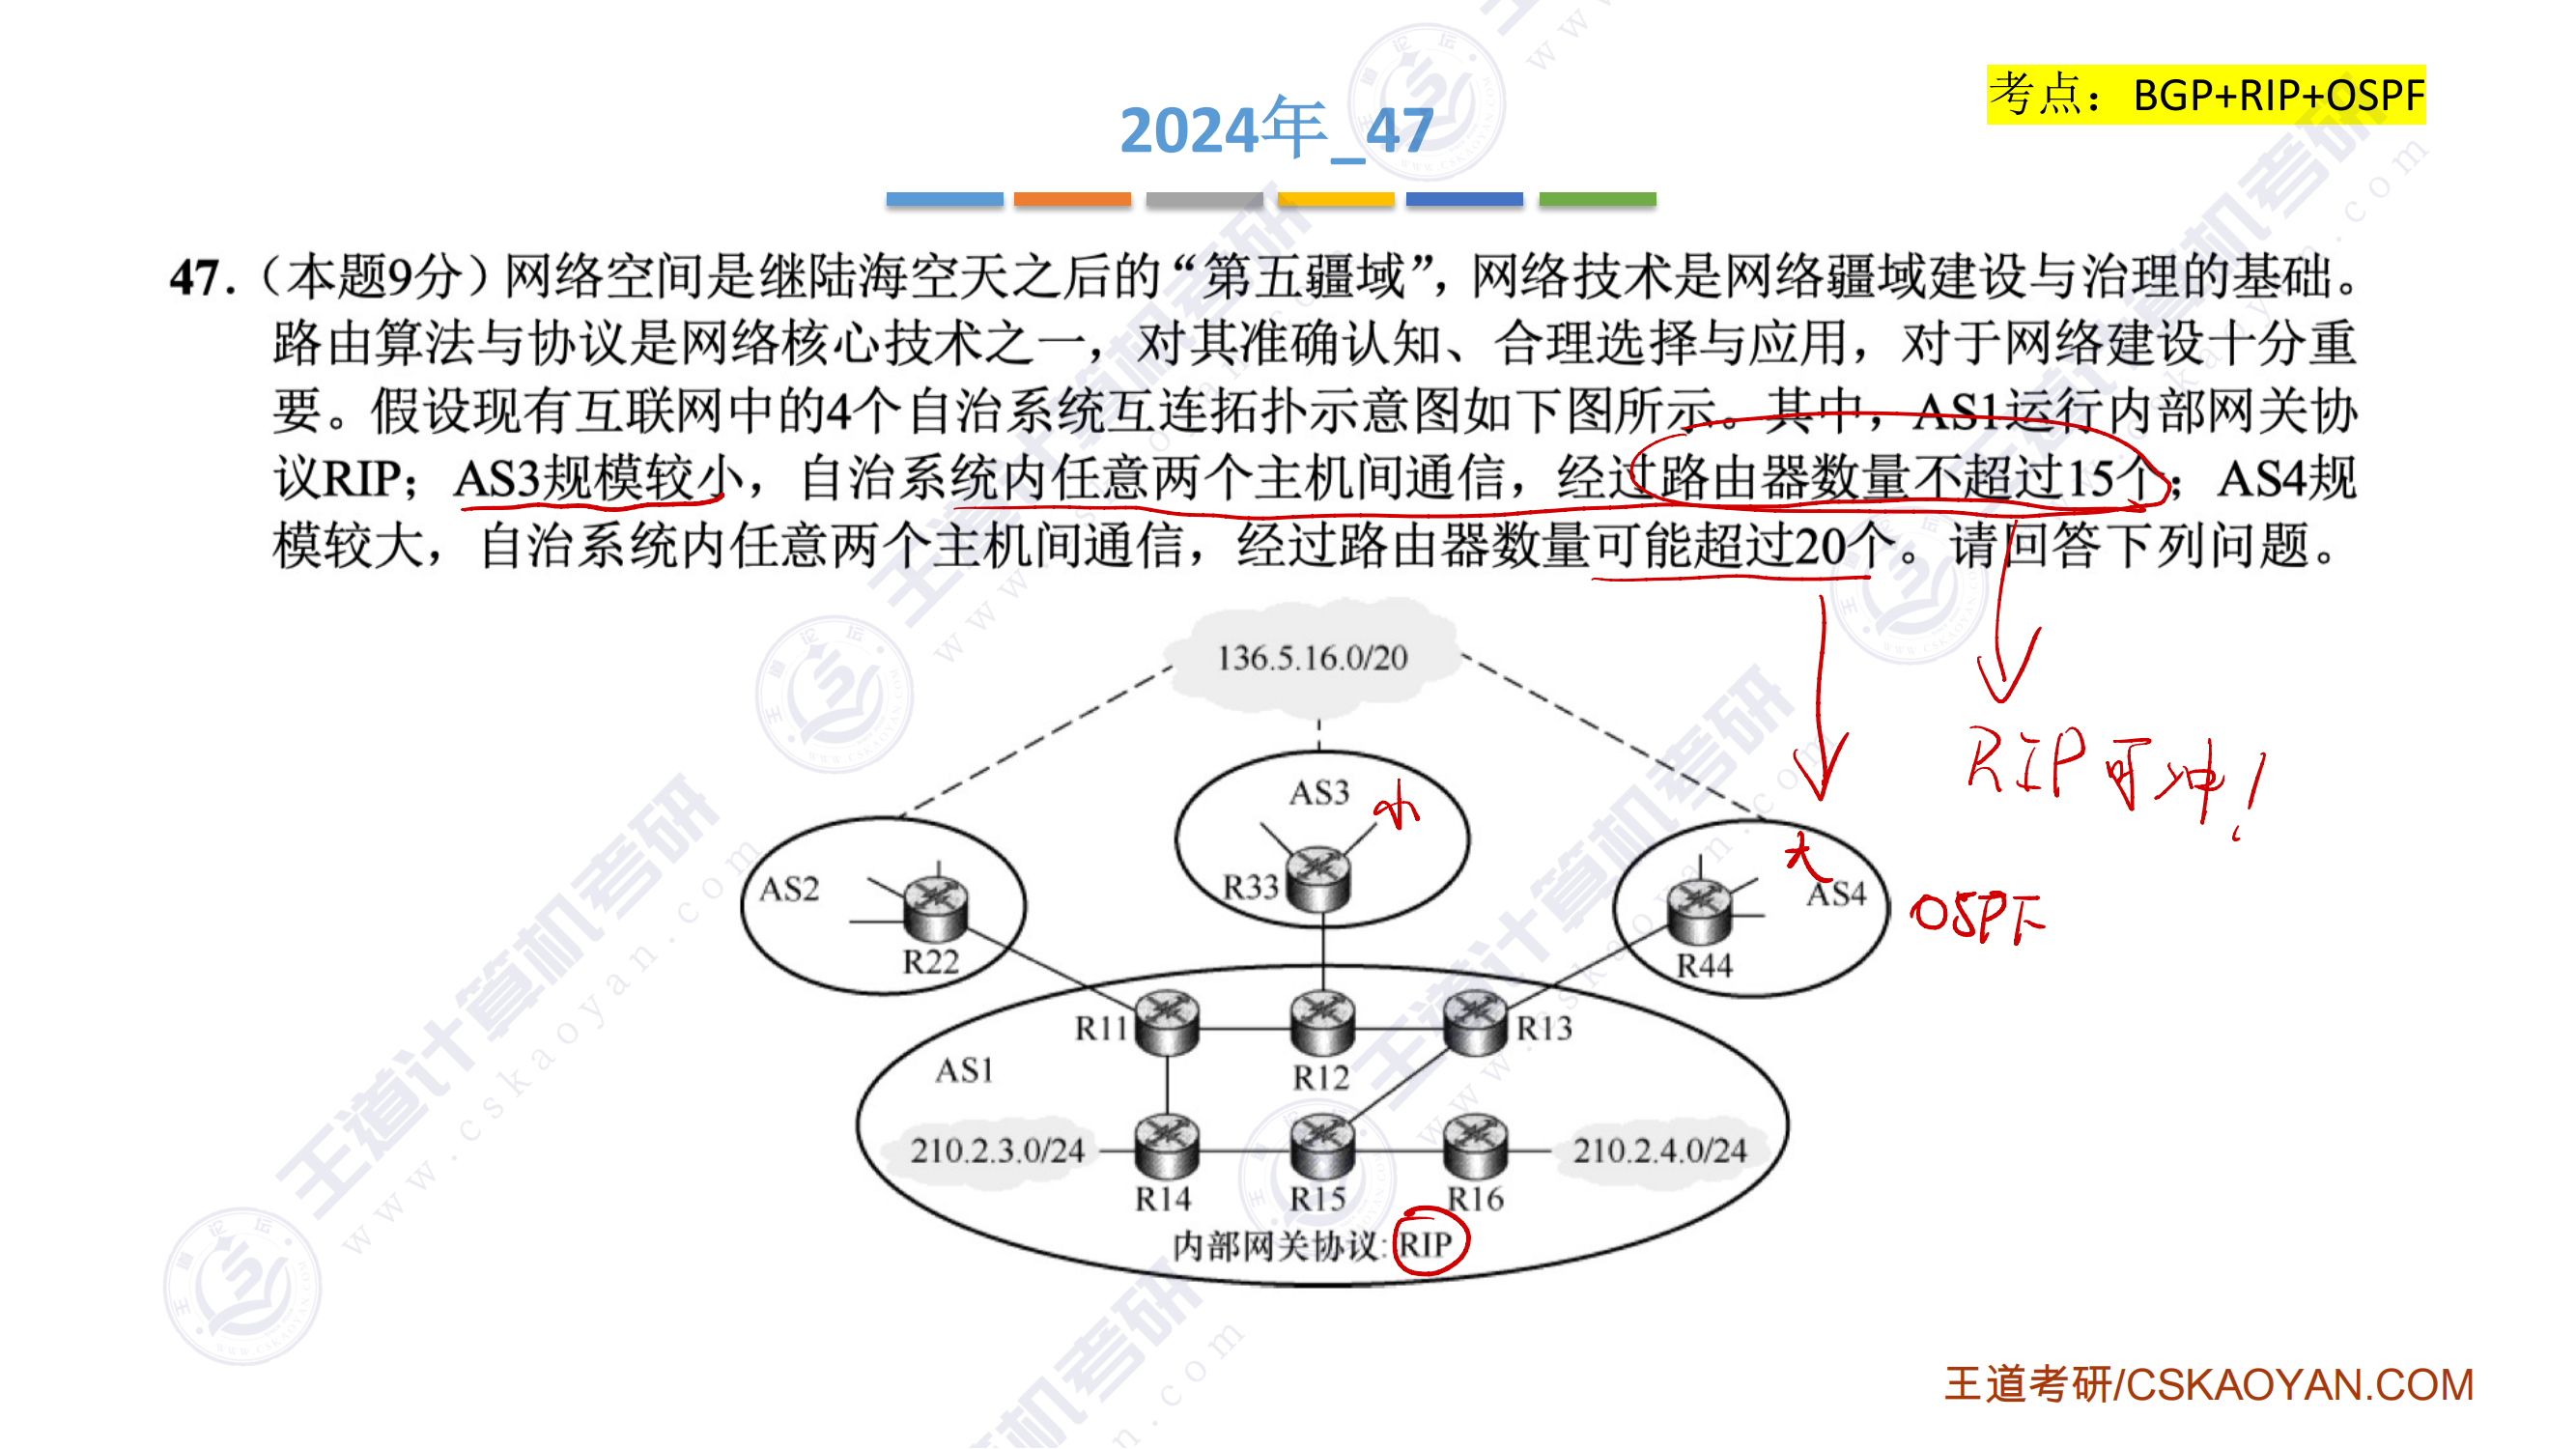 考点：BGP+RIP+OSPF
2024年_47
47.（本题9分）网络空间是继陆海空天之后的“第五疆域”，网络技术是网络疆域建设与治理的基础。
路由算法与协议是网络核心技术之一，对其准确认知、合理选择与应用，对于网络建设十分重
要。假设现有互联网中的4个自治系统互连拓扑示意图如下图所示。其中，AS1运行内部网关协
议RIP；AS3规模较小，自治系统内任意两个主机间通信，经过路由器数量不超过15个；AS4规
模较大，自治系统内任意两个主机间通信，经过路由器数量可能超过20个。请回答下列问题。
136.5.16.0/20
RIP可冲！
AS3 小
大
AS2
R33
AS4 OSPF
R22
R44
R11
R13
AS1
R12
210.2.3.0/24
210.2.4.0/24
R14
R15
R16
内部网关协议: RIP
王道考研/CSKAOYAN.COM
王道计算机考研
www.cskaoyan.com